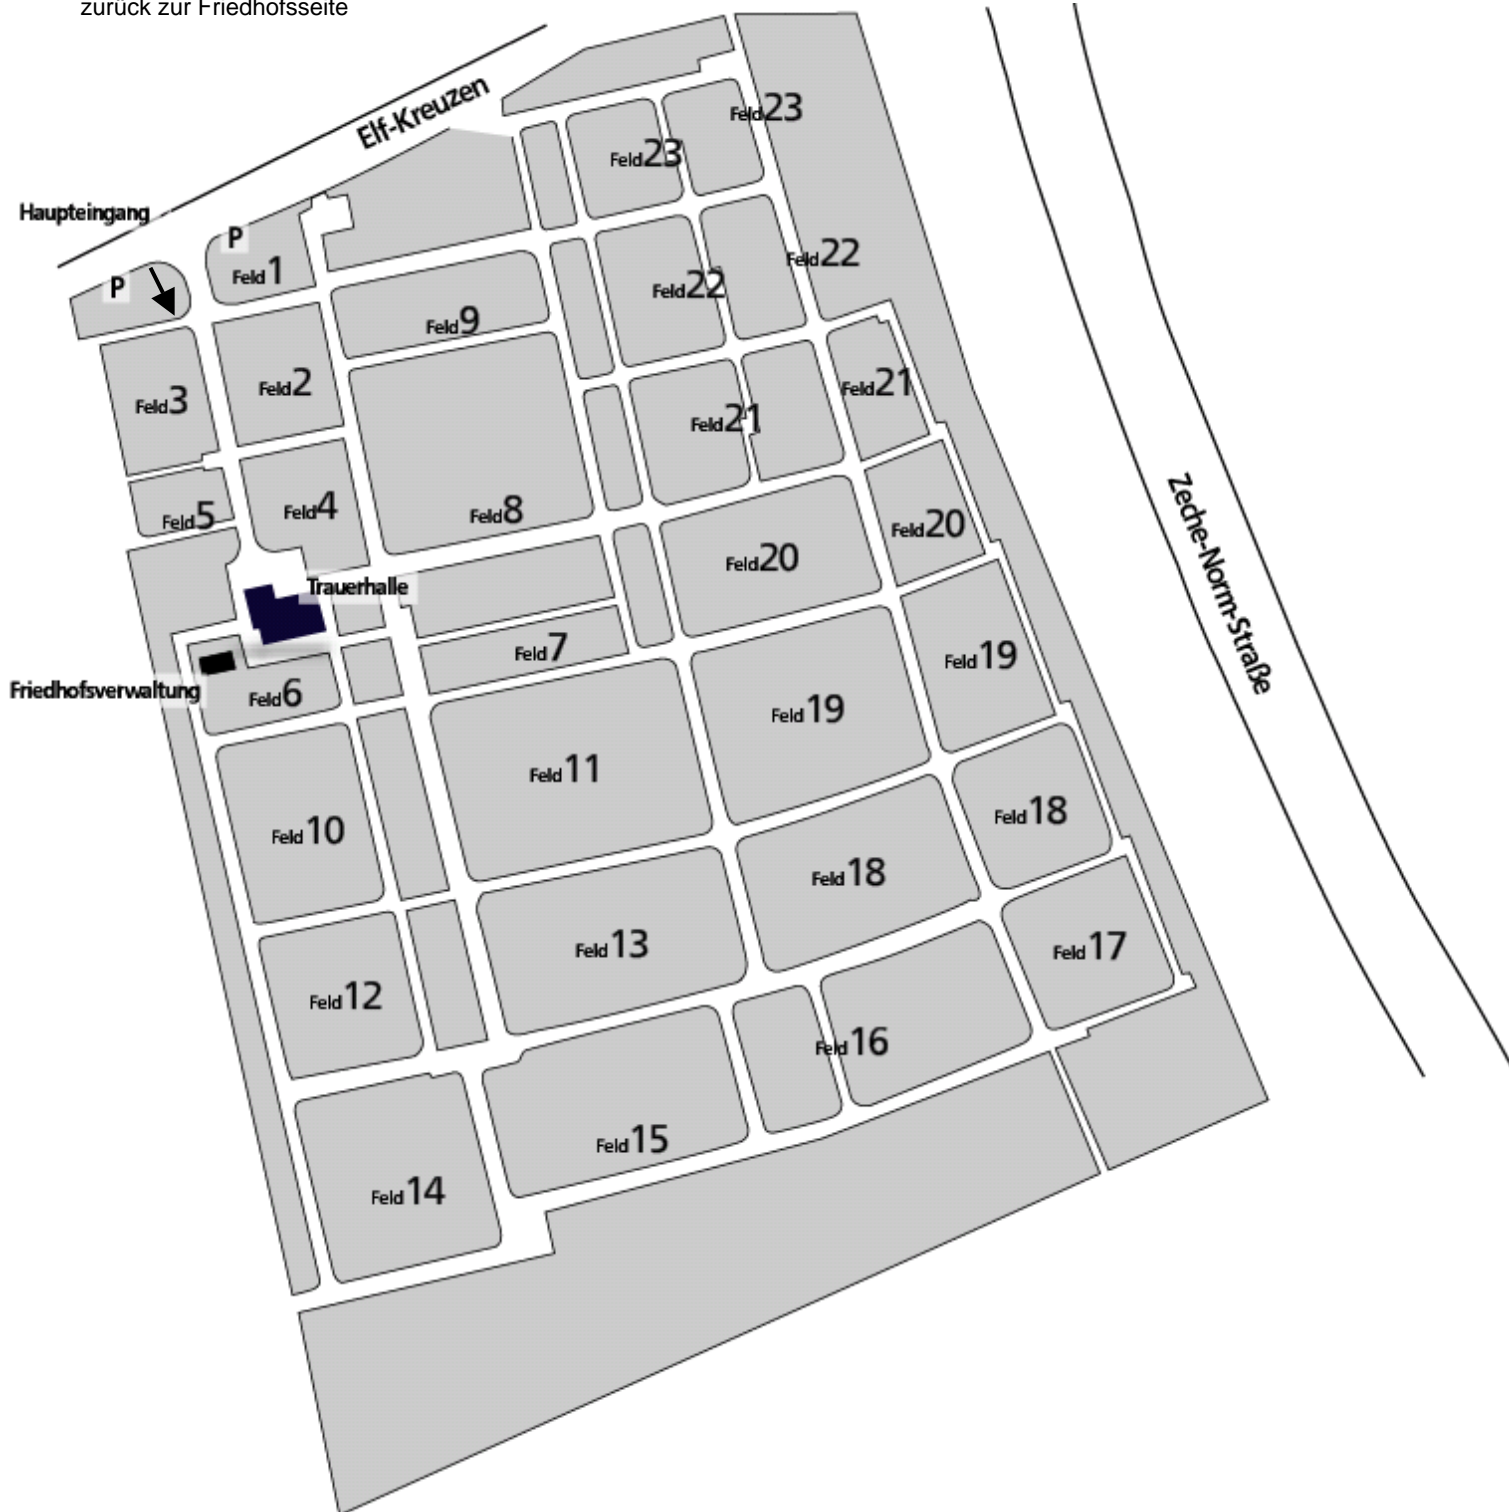 zurück zur Friedhofsseite
Elf-Kreuzen
Feld 23
Feld 23
Haupteingang
P
Feld 1
Feld 22
P
Feld 22
Feld 9
Feld 2
Feld 21
Feld 3
Feld 21
Feld 8
Feld 4
Feld 5
Feld 20
Feld 20
Zeche-Norm-Straße
Trauerhalle
Feld 7
Feld 19
Friedhofsverwaltung
Feld 6
Feld 19
Feld 11
Feld 18
Feld 10
Feld 18
Feld 13
Feld 17
Feld 12
Feld 16
Feld 15
Feld 14